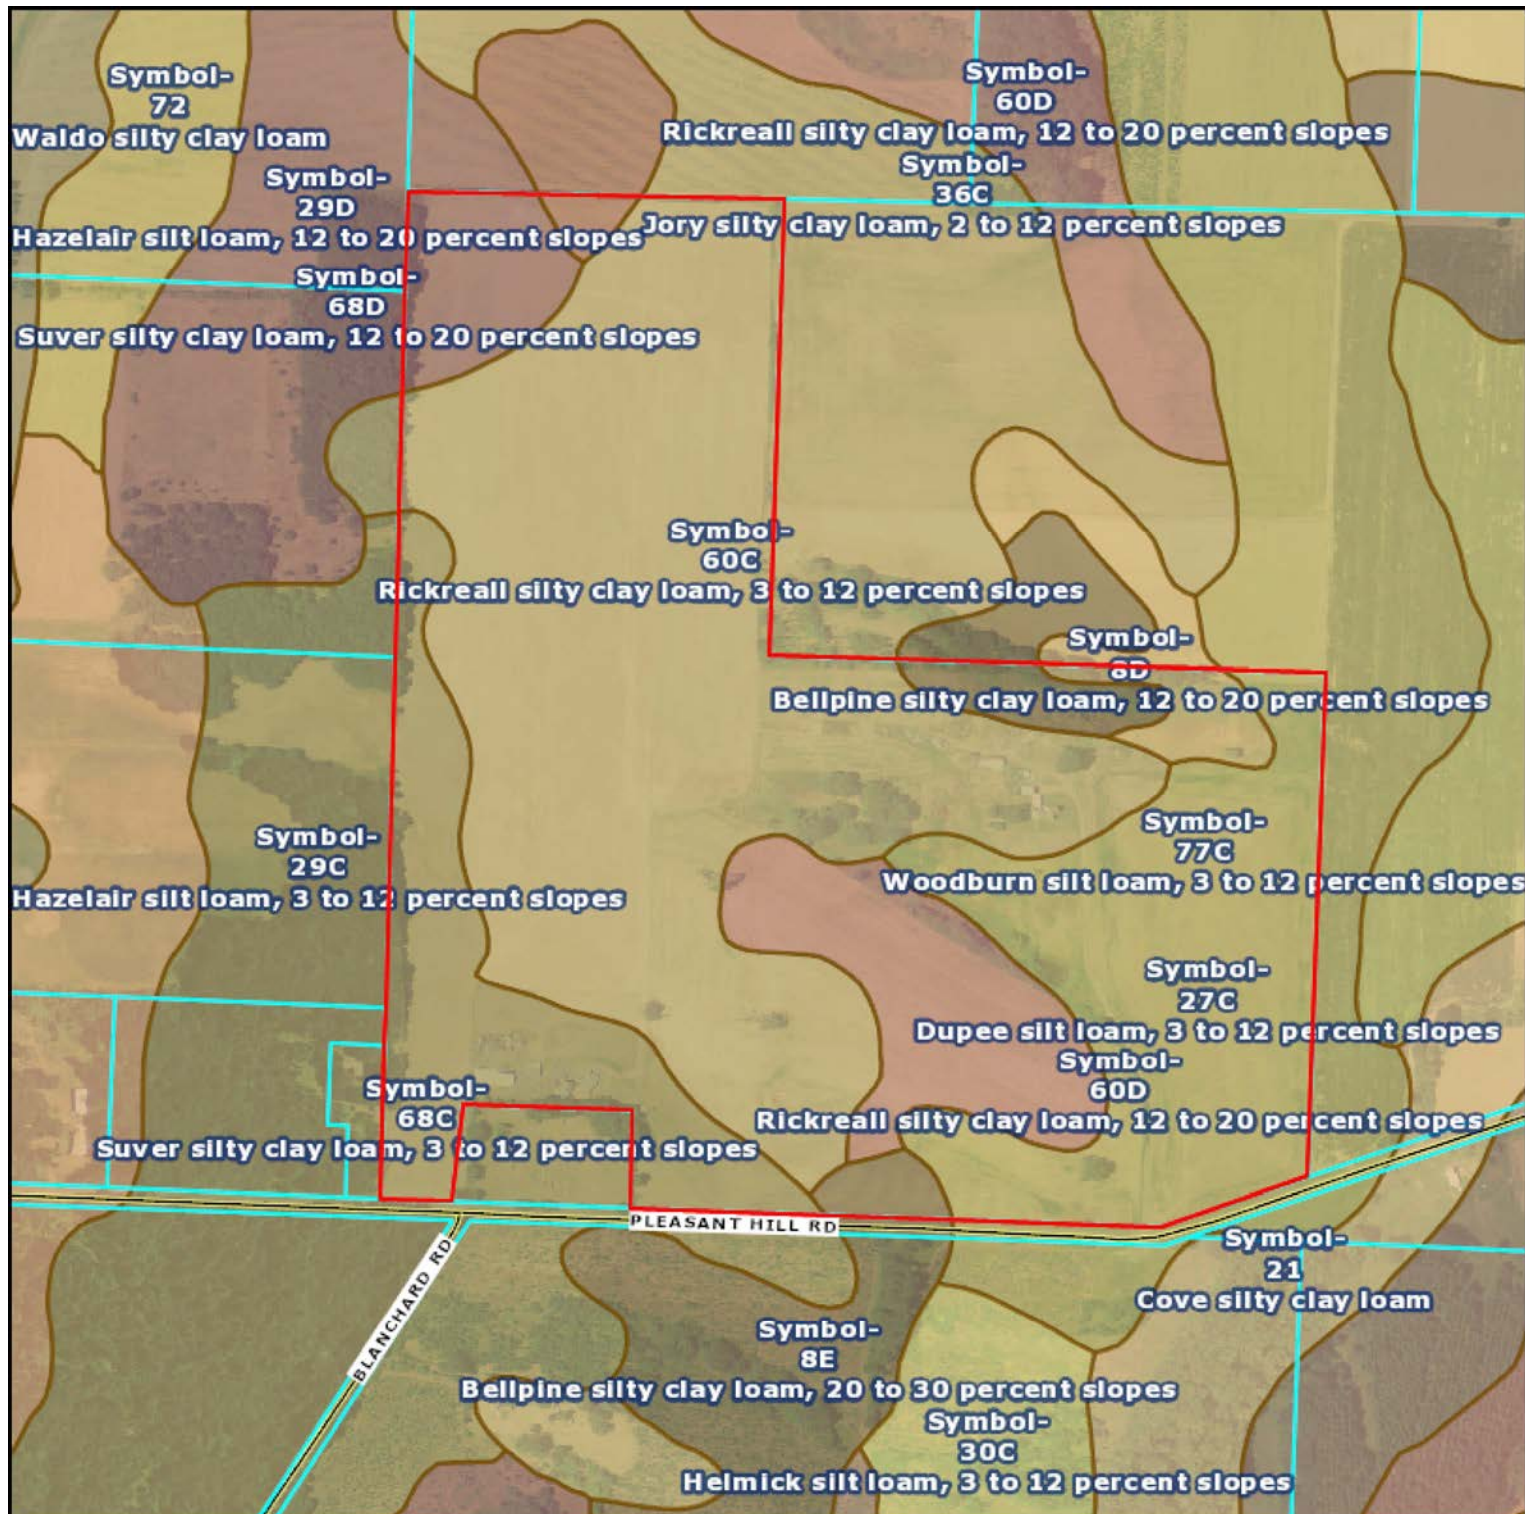 Symbol-
72
Waldo silty clay loam
Symbol-
60D
Rickreall silty clay loam, 12 to 20 percent slopes
Symbol-
29D
Hazelair silt loam, 12 to 20 percent slopes
Symbol-
36C
Jory silty clay loam, 2 to 12 percent slopes
Symbol-
68D
Suver silty clay loam, 12 to 20 percent slopes
Symbol-
60C
Rickreall silty clay loam, 3 to 12 percent slopes
Symbol-
8D
Bellpine silty clay loam, 12 to 20 percent slopes
Symbol-
29C
Hazelair silt loam, 3 to 12 percent slopes
Symbol-
77C
Woodburn silt loam, 3 to 12 percent slopes
Symbol-
27C
Dupee silt loam, 3 to 12 percent slopes
Symbol-
60D
Rickreall silty clay loam, 12 to 20 percent slopes
Symbol-
68C
Suver silty clay loam, 3 to 12 percent slopes
PLEASANT HILL RD
BLANCHARD RD
Symbol-
21
Cove silty clay loam
Symbol-
8E
Bellpine silty clay loam, 20 to 30 percent slopes
Symbol-
30C
Helmick silt loam, 3 to 12 percent slopes